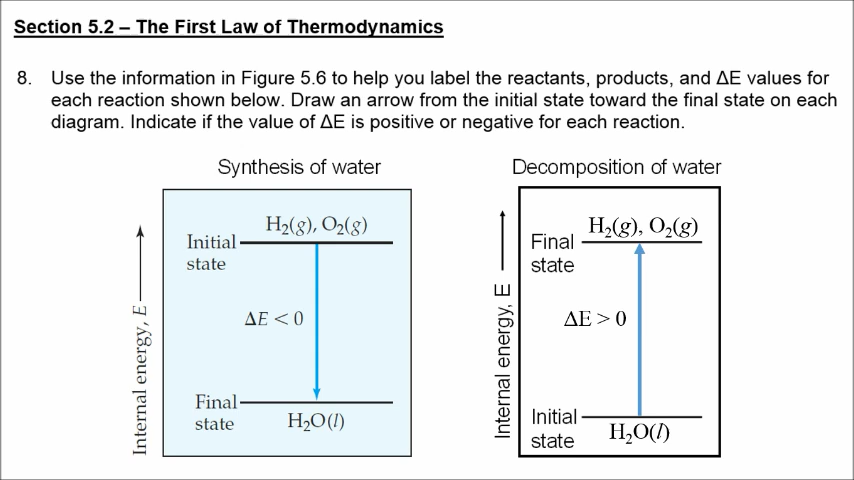 Section 5.2 – The First Law of Thermodynamics
8. Use the information in Figure 5.6 to help you label the reactants, products, and ΔE values for
each reaction shown below. Draw an arrow from the initial state toward the final state on each
diagram. Indicate if the value of ΔE is positive or negative for each reaction.
Synthesis of water
Internal energy, E
H₂(g), O₂(g)
Initial
state
ΔE < 0
Final
state
H₂O(l)
Decomposition of water
Internal energy, E
H₂(g), O₂(g)
Final
state
ΔE > 0
Initial
state
H₂O(l)